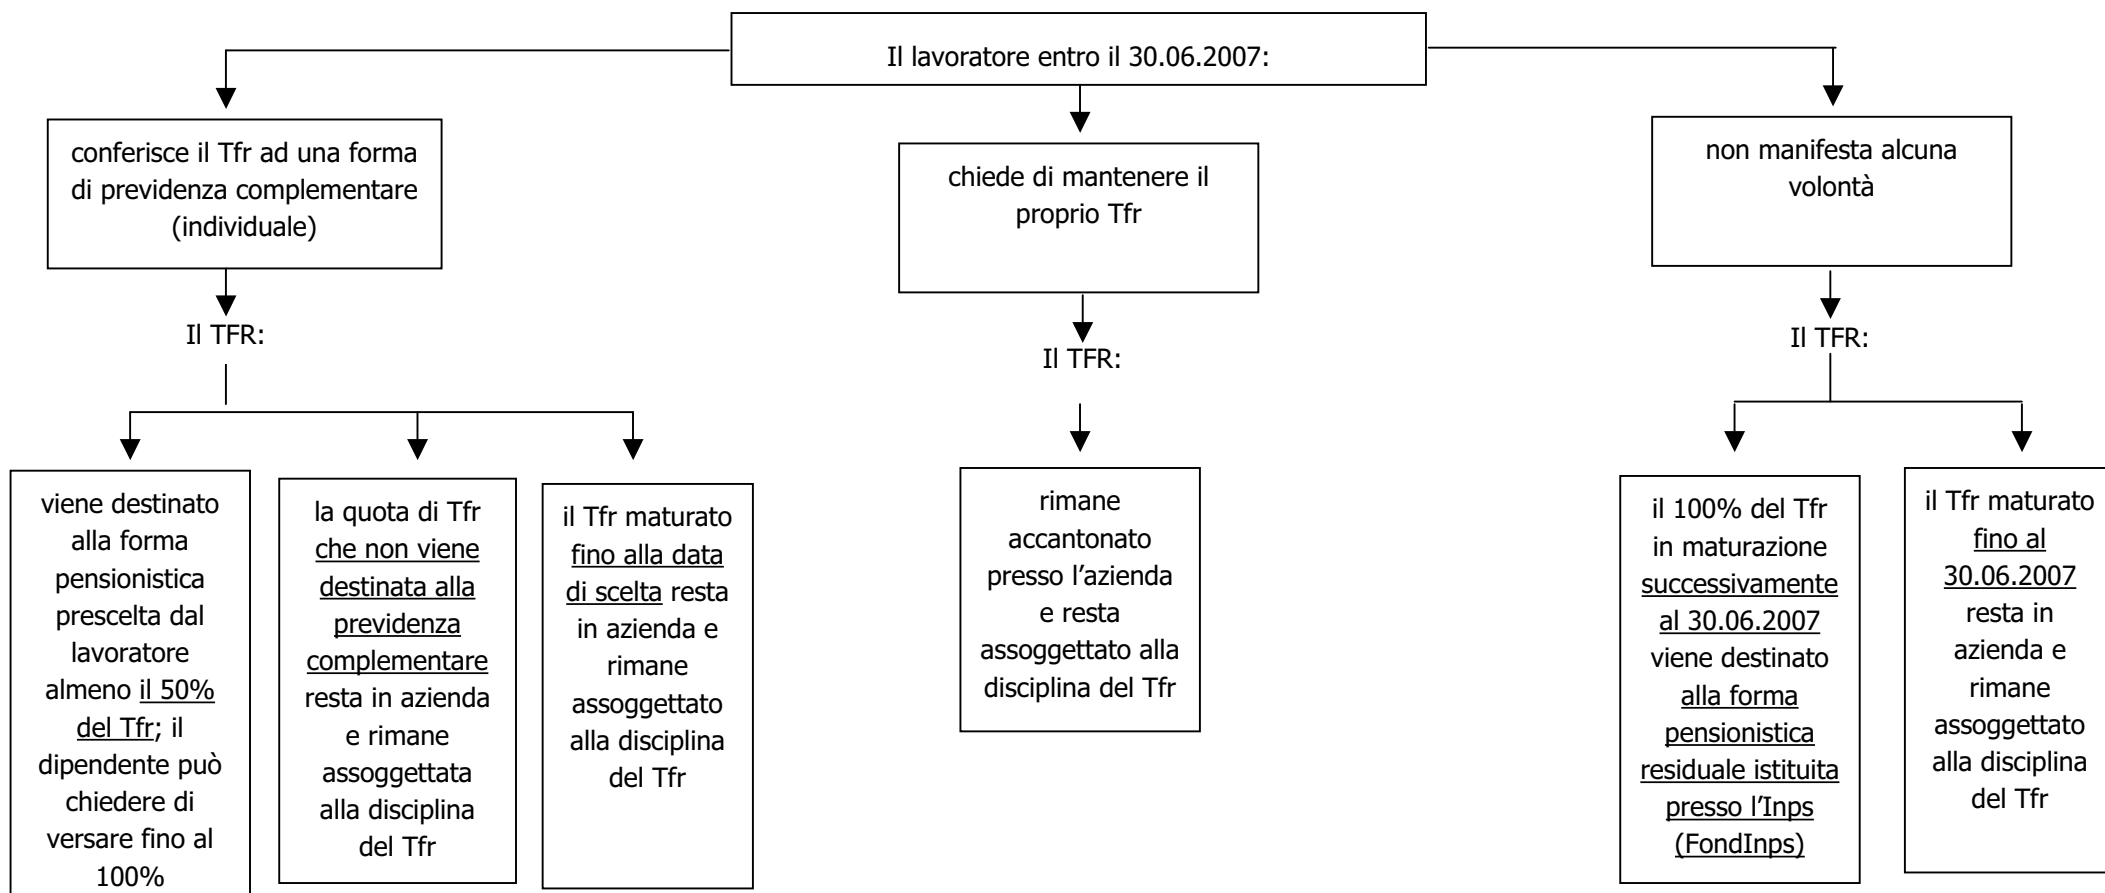 Il lavoratore entro il 30.06.2007:
conferisce il Tfr ad una forma
di previdenza complementare
(individuale)
chiede di mantenere il
proprio Tfr
non manifesta alcuna
volontà
Il TFR:
Il TFR:
Il TFR:
viene destinato
alla forma
pensionistica
prescelta dal
lavoratore
almeno il 50%
del Tfr; il
dipendente può
chiedere di
versare fino al
100%
la quota di Tfr
che non viene
destinata alla
previdenza
complementare
resta in azienda
e rimane
assoggettata
alla disciplina
del Tfr
il Tfr maturato
fino alla data
di scelta resta
in azienda e
rimane
assoggettato
alla disciplina
del Tfr
rimane
accantonato
presso l’azienda
e resta
assoggettato alla
disciplina del Tfr
il 100% del Tfr
in maturazione
successivamente
al 30.06.2007
viene destinato
alla forma
pensionistica
residuale istituita
presso l’Inps
(FondInps)
il Tfr maturato
fino al
30.06.2007
resta in
azienda e
rimane
assoggettato
alla disciplina
del Tfr